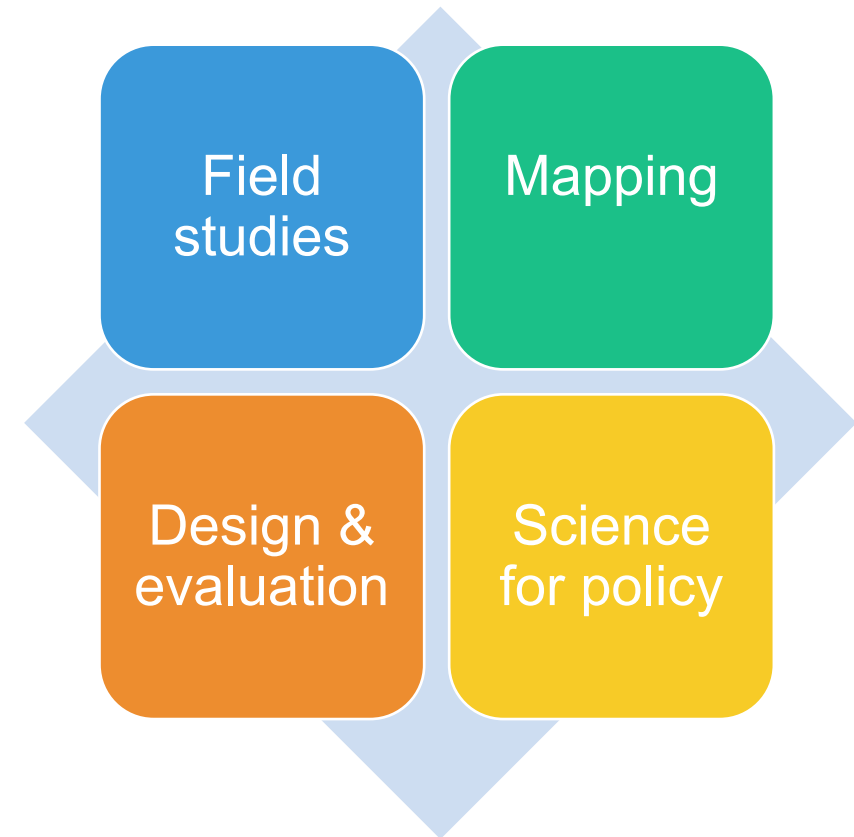 Field
studies
Mapping
Design &
evaluation
Science
for policy